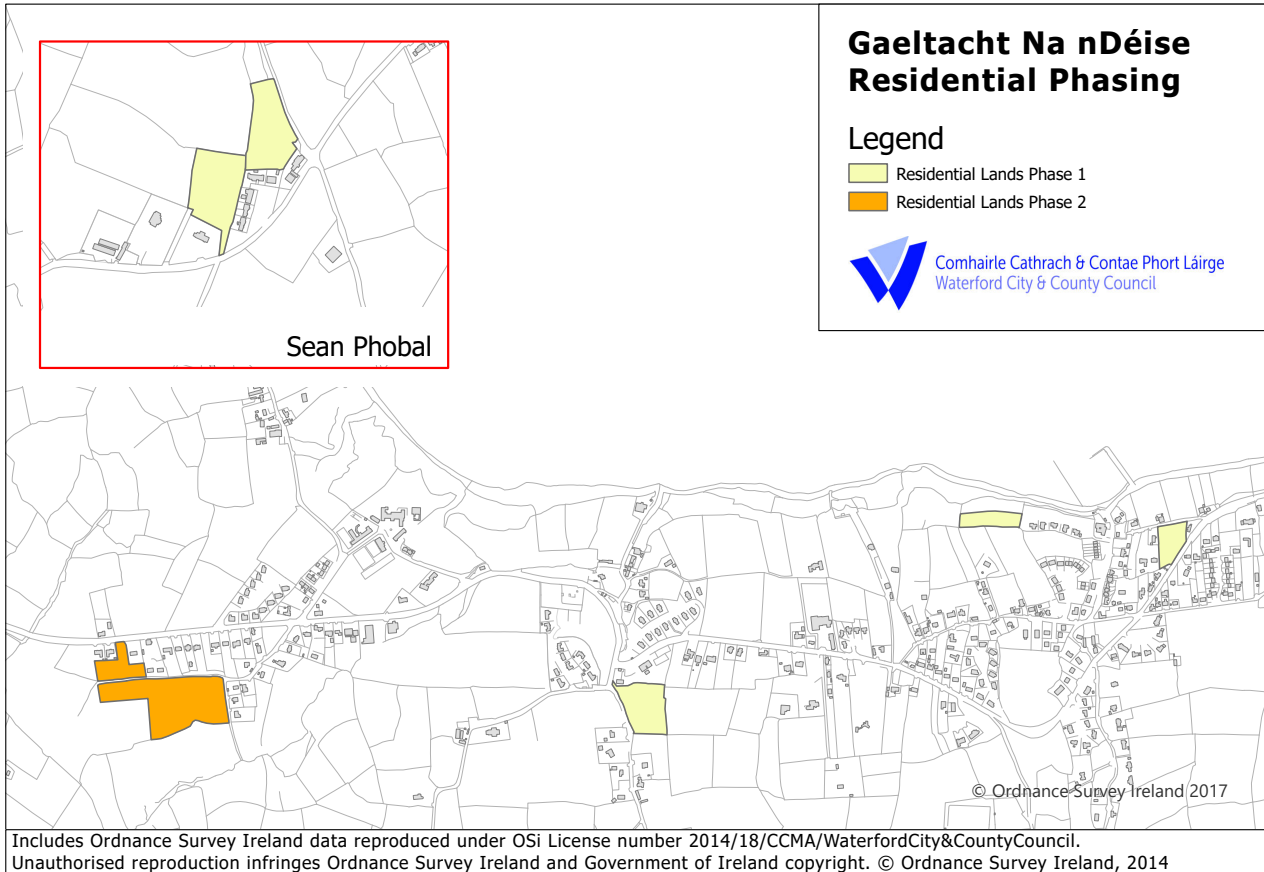 Gaeltacht Na nDéise
Residential Phasing
Legend
Residential Lands Phase 1
Residential Lands Phase 2
Comhairle Cathrach & Contae Phort Láirge
Waterford City & County Council
Sean Phobal
© Ordnance Survey Ireland 2017
Includes Ordnance Survey Ireland data reproduced under OSi License number 2014/18/CCMA/WaterfordCity&CountyCouncil.
Unauthorised reproduction infringes Ordnance Survey Ireland and Government of Ireland copyright. © Ordnance Survey Ireland, 2014